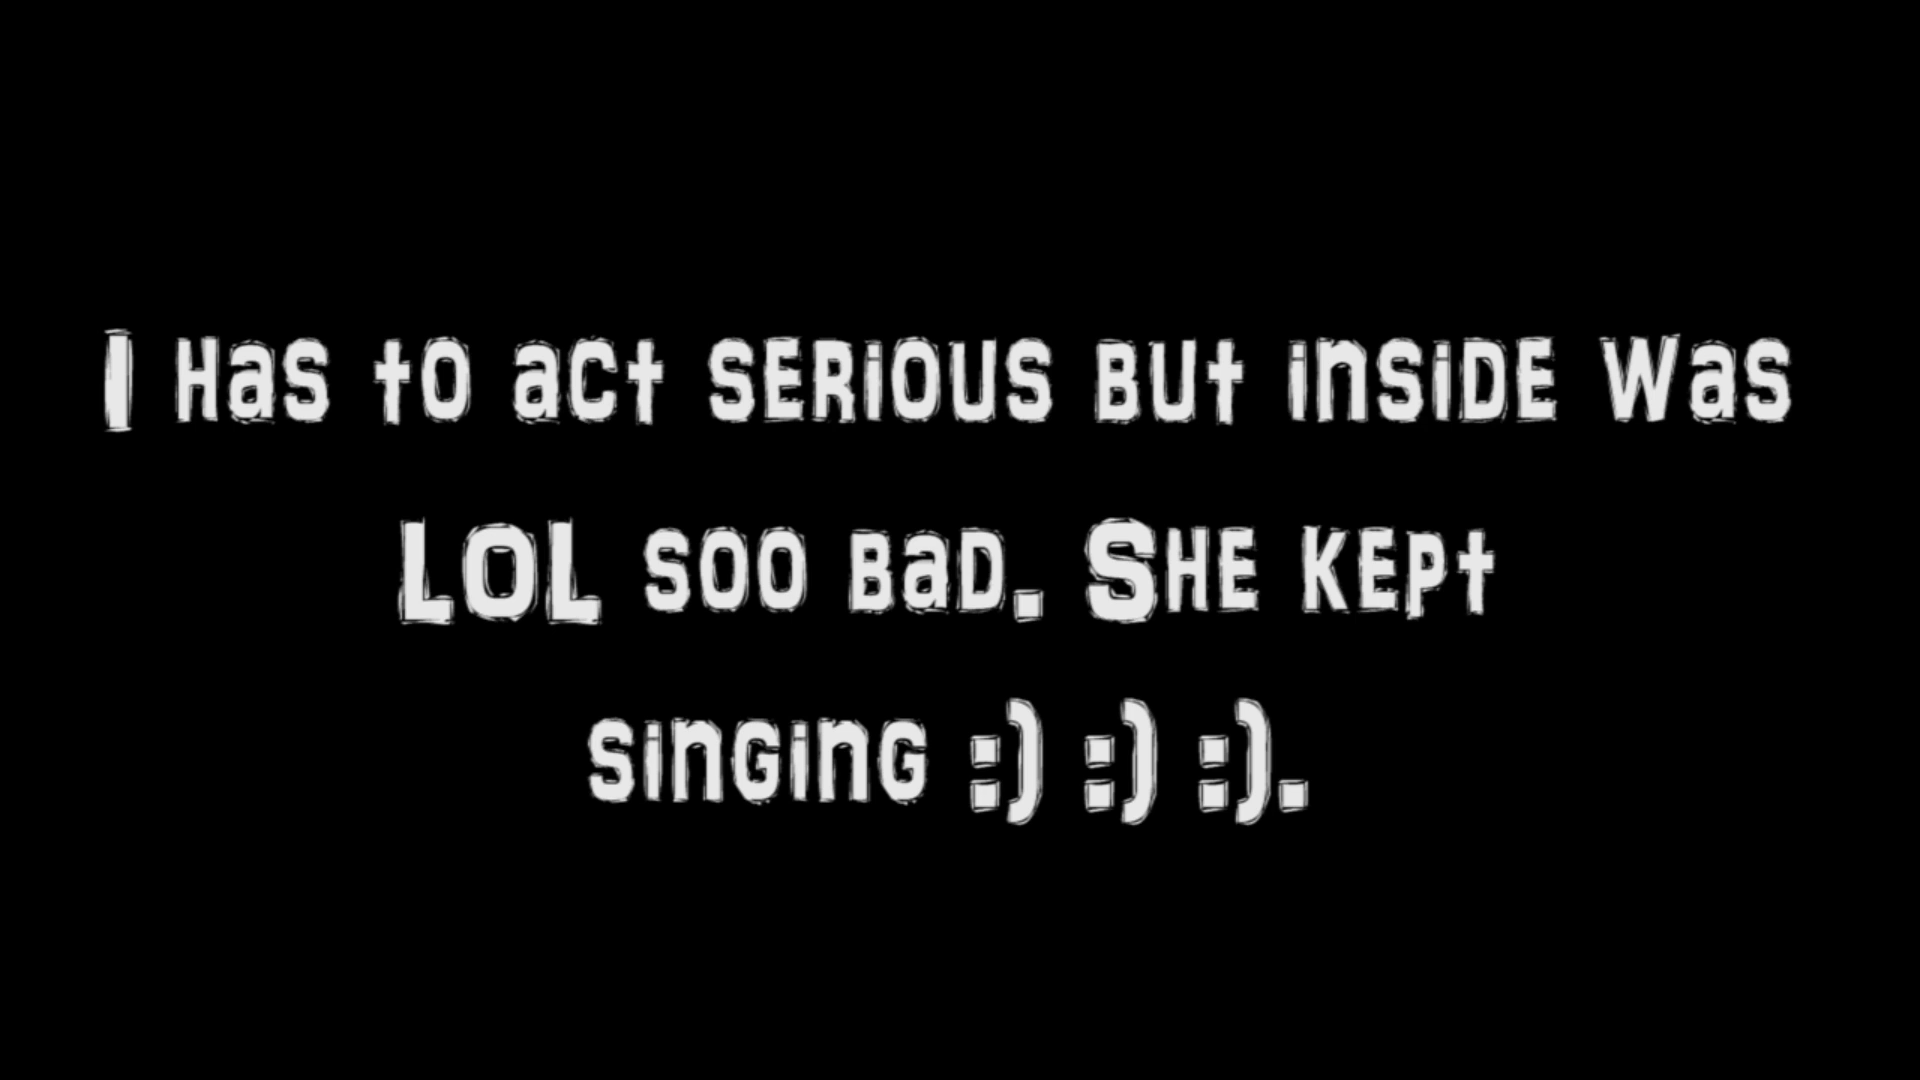 I has to act serious but inside was
LOL soo bad. She kept
singing :) :) :).